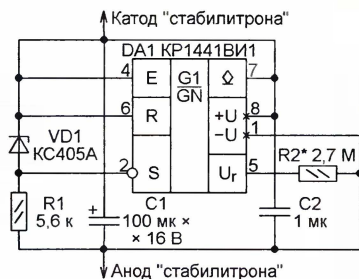 Катод "стабилитрона"
DA1 КР1441ВИ1
4
E
G1
GN
◇
7
6
R
+U
8
-U
1
VD1
КС405А
2
S
Ur
5
R2* 2,7 М
R1
5,6 к
C1
+
100 мк ×
× 16 В
C2
1 мк
Анод "стабилитрона"